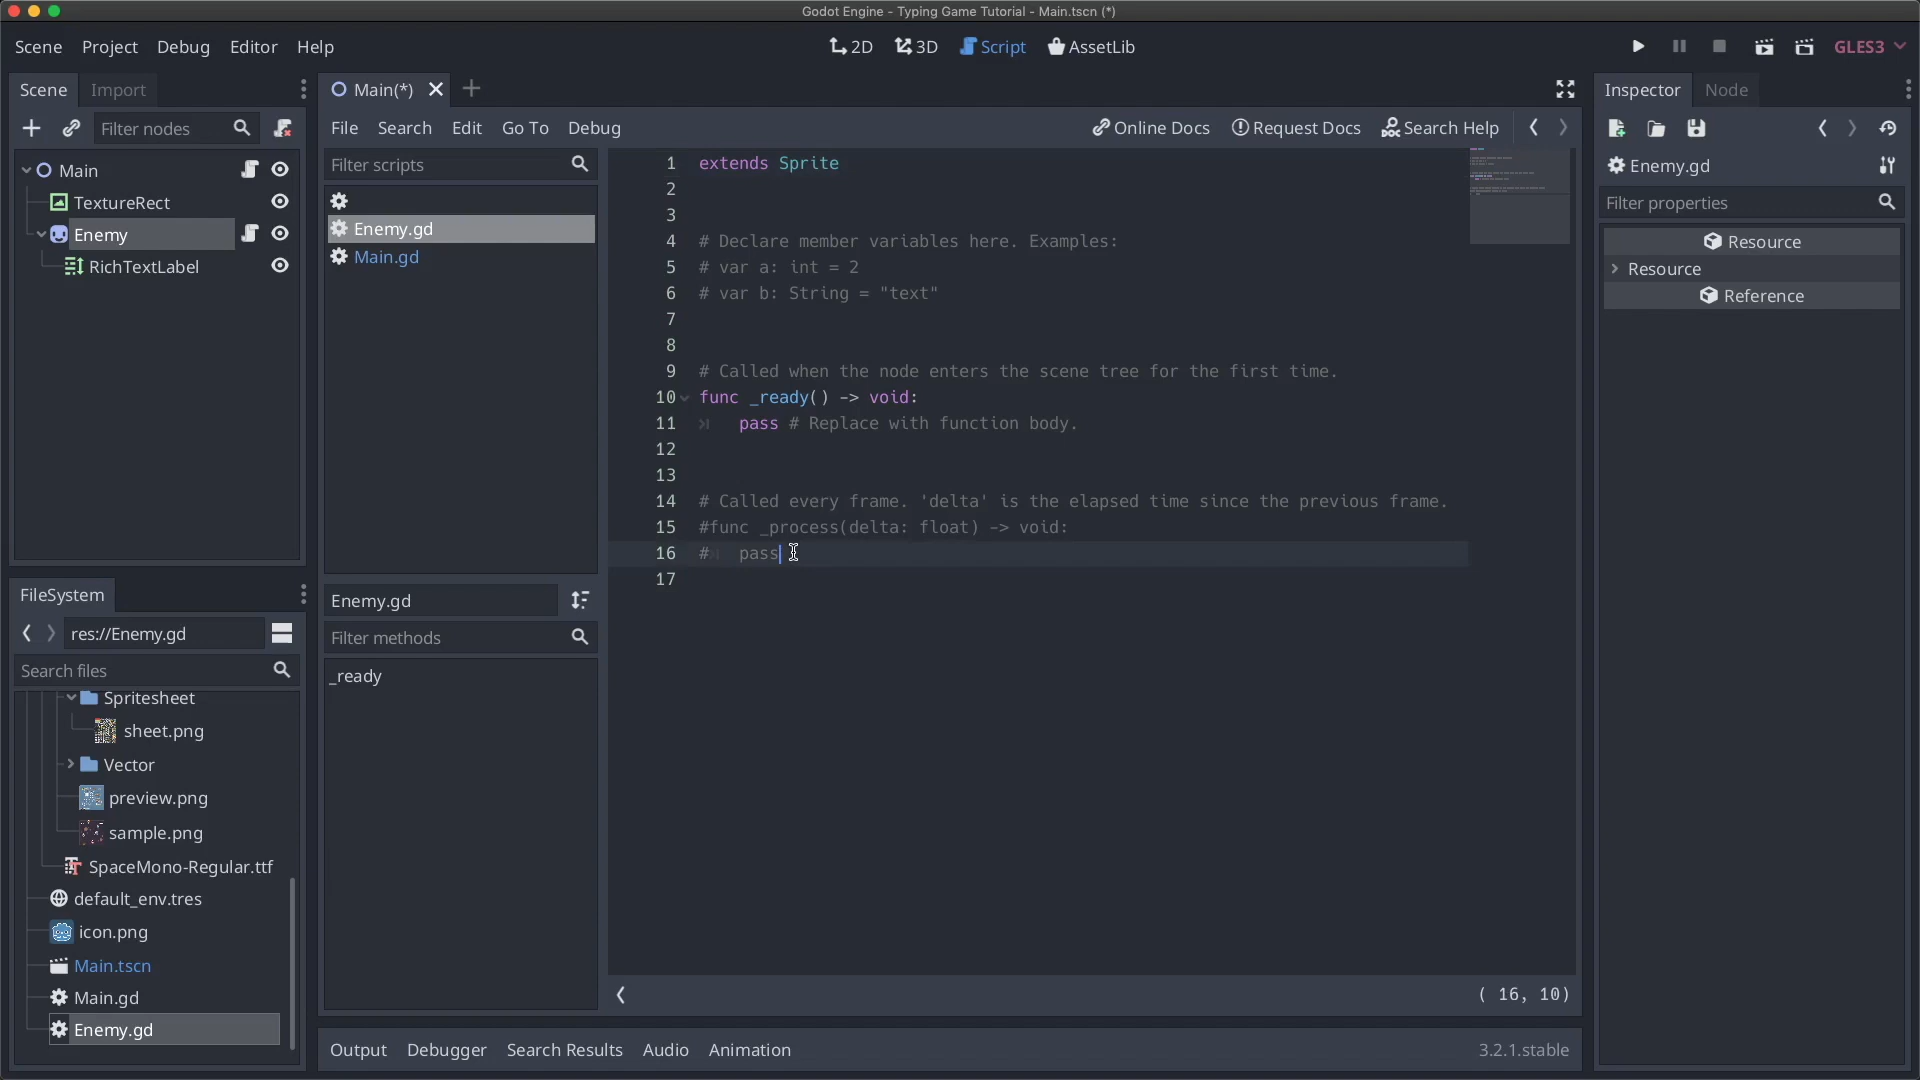 Godot Engine - Typing Game Tutorial - Main.tscn (*)
Scene Project Debug Editor Help
2D 3D Script AssetLib
GLES3
Scene Import
Filter nodes
Main
TextureRect
Enemy
RichTextLabel
FileSystem
res://Enemy.gd
Search files
Spritesheet
sheet.png
Vector
preview.png
sample.png
SpaceMono-Regular.ttf
default_env.tres
icon.png
Main.tscn
Main.gd
Enemy.gd
Main(*)
File Search Edit Go To Debug
Online Docs Request Docs Search Help
Filter scripts
Enemy.gd
Main.gd
Enemy.gd
Filter methods
_ready
1 extends Sprite
2
3
4 # Declare member variables here. Examples:
5 # var a: int = 2
6 # var b: String = "text"
7
8
9 # Called when the node enters the scene tree for the first time.
10 func _ready() -> void:
11 pass # Replace with function body.
12
13
14 # Called every frame. 'delta' is the elapsed time since the previous frame.
15 #func _process(delta: float) -> void:
16 # pass
17
( 16, 10)
Output Debugger Search Results Audio Animation
3.2.1.stable
Inspector Node
Enemy.gd
Filter properties
Resource
Resource
Reference